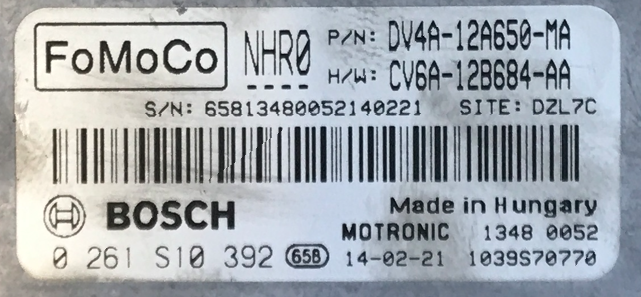 FoMoCo NHR0 P/N: DV4A-12A650-MA
H/W: CV6A-12B684-AA
S/N: 65813480052140221 SITE: DZL7C
BOSCH Made in Hungary
MOTRONIC 1348 0052
0 261 S10 392 658 14-02-21 1039S70770